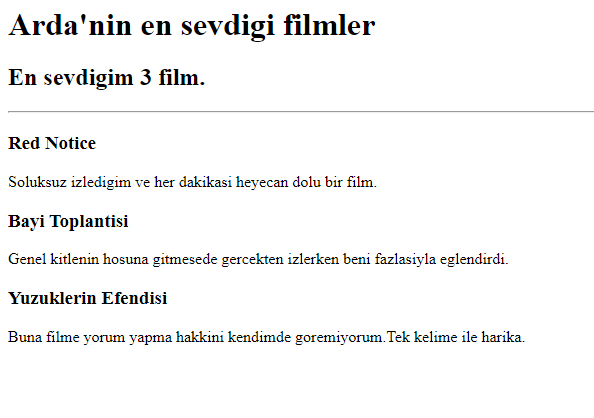 Arda'nin en sevdigi filmler
En sevdigim 3 film.
Red Notice
Soluksuz izledigim ve her dakikasi heyecan dolu bir film.
Bayi Toplantisi
Genel kitlenin hosuna gitmesede gercekten izlerken beni fazlasiyla eglendirdi.
Yuzuklerin Efendisi
Buna filme yorum yapma hakkini kendimde goremiyorum.Tek kelime ile harika.